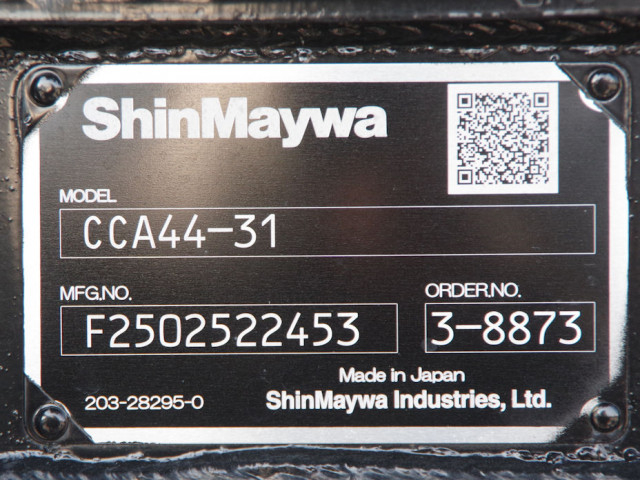 ShinMaywa
MODEL
CCA44-31
MFG.NO.
F2502522453
ORDER.NO.
3-8873
Made in Japan
203-28295-0
ShinMaywa Industries, Ltd.